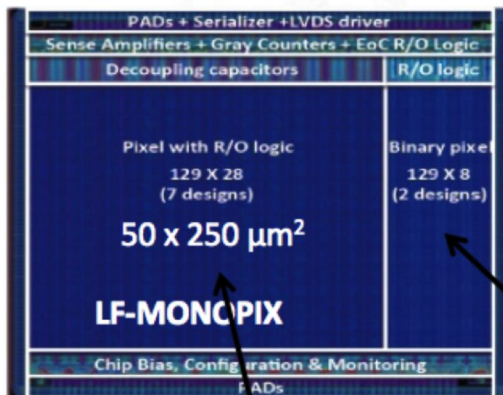 PADs + Serializer +LVDS driver
Sense Amplifiers + Gray Counters + EoC R/O Logic
Decoupling capacitors
R/O logic
Pixel with R/O logic
129 X 28
(7 designs)
50 x 250 µm²
LF-MONOPIX
Binary pixel
129 X 8
(2 designs)
Chip Bias, Configuration & Monitoring
PADs